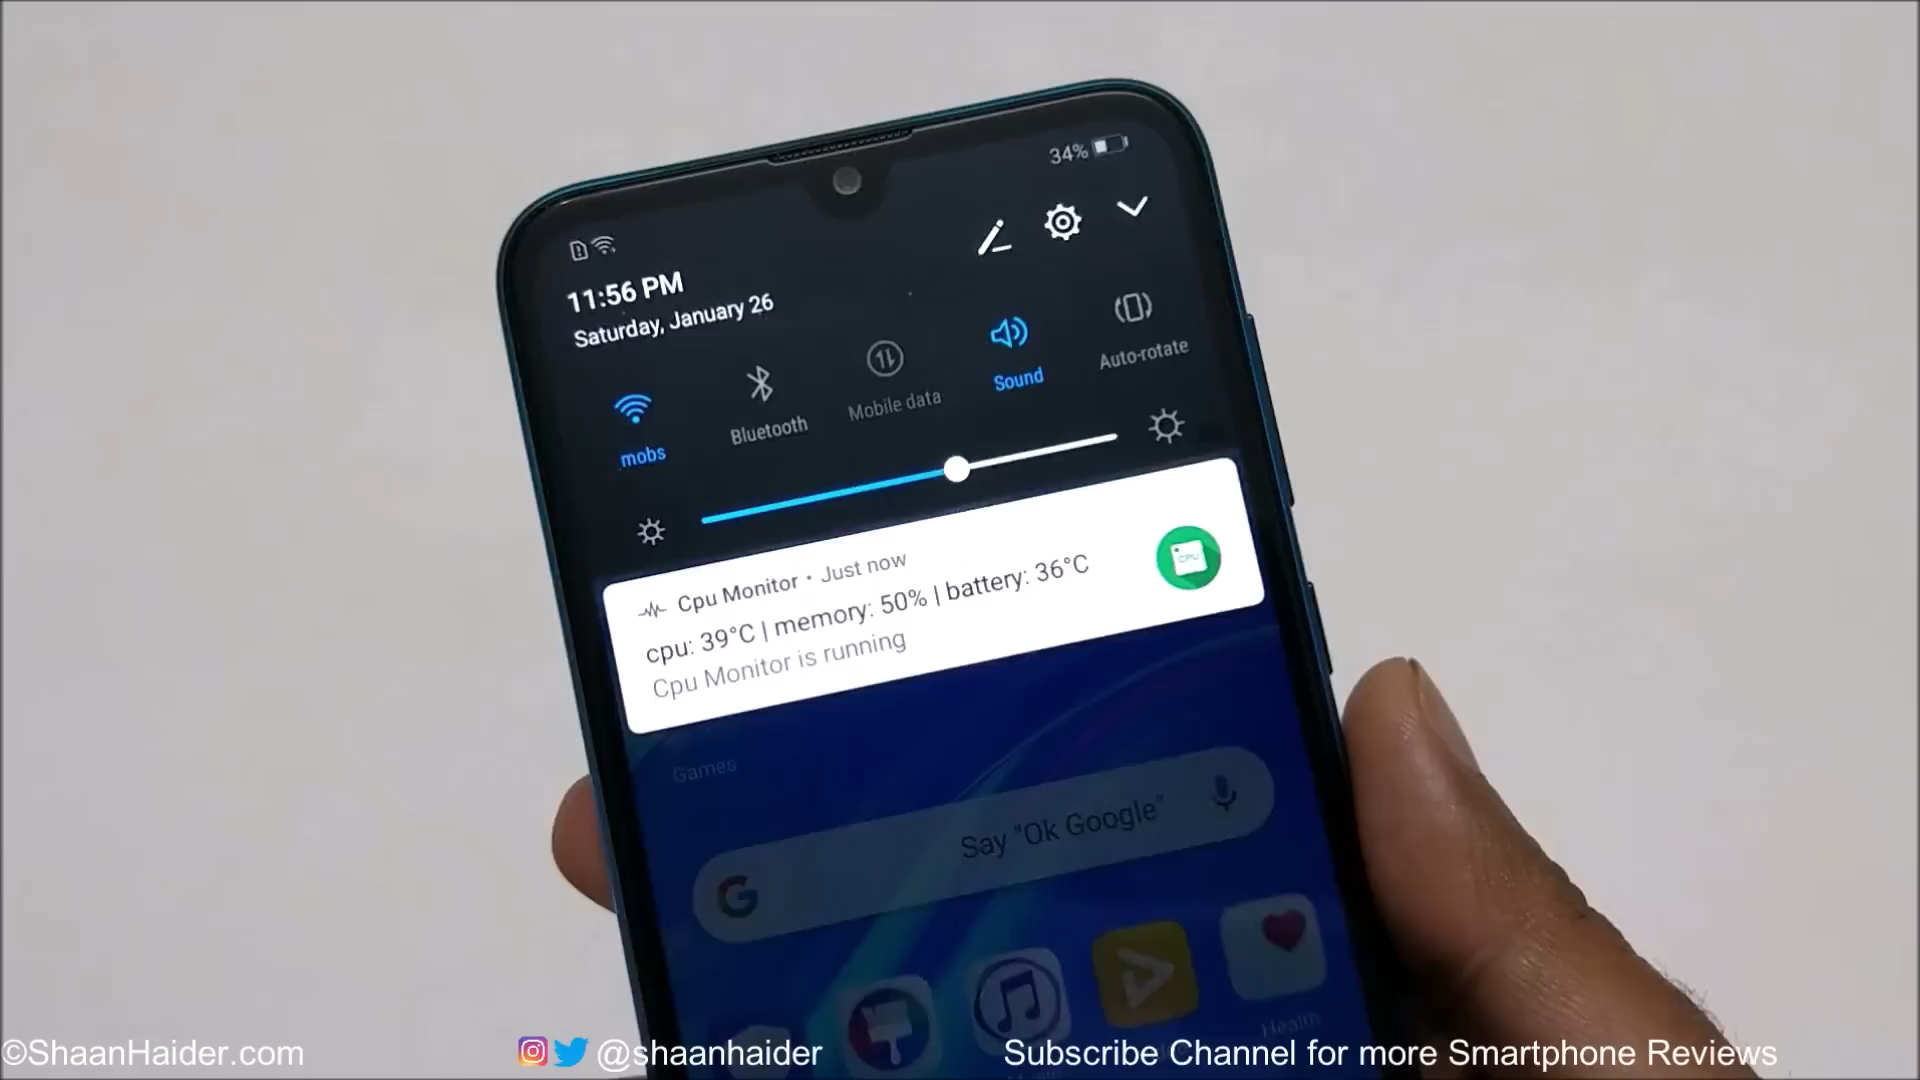 34%
11:56 PM
Saturday, January 26
mobs
Bluetooth
Mobile data
Sound
Auto-rotate
Cpu Monitor • Just now
cpu: 39°C | memory: 50% | battery: 36°C
Cpu Monitor is running
CPU
Games
Say "Ok Google"
Health
©ShaanHaider.com
@shaanhaider
Subscribe Channel for more Smartphone Reviews